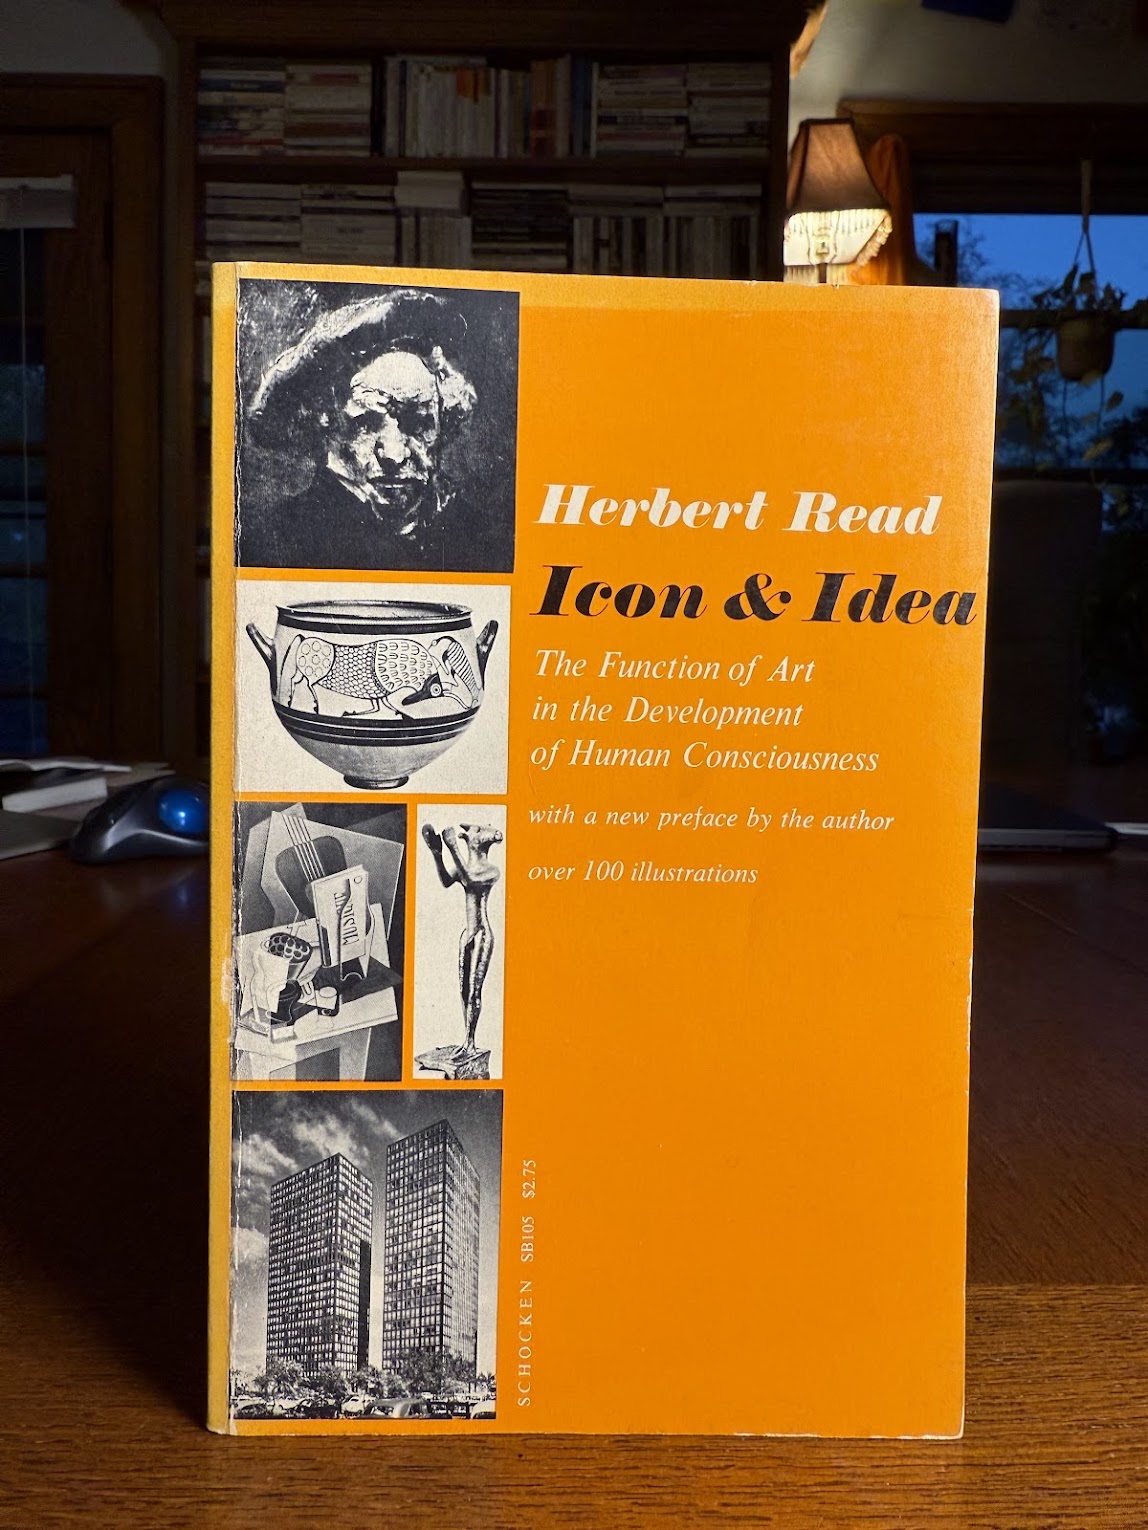 Herbert Read
Icon & Idea
The Function of Art
in the Development
of Human Consciousness
with a new preface by the author
over 100 illustrations
SCHOCKEN SB105 $2.75